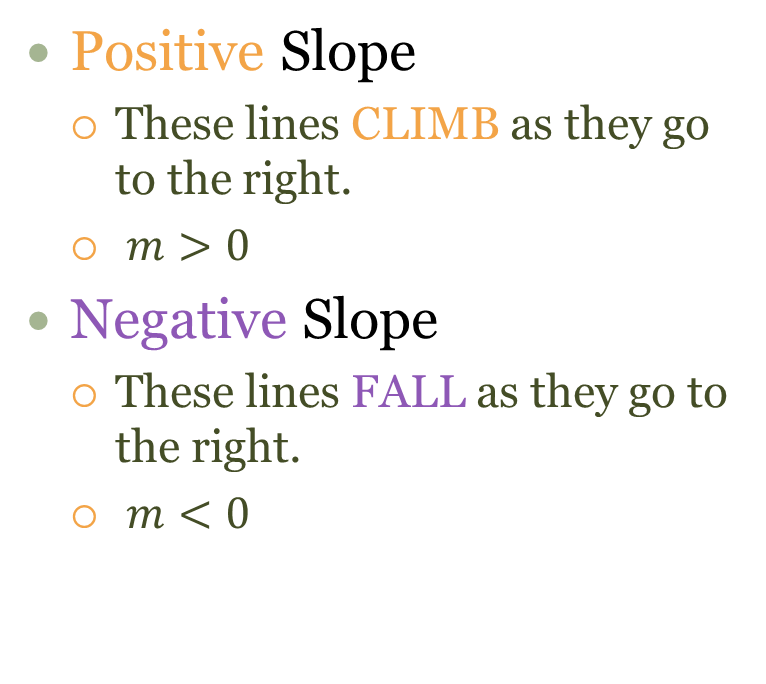 Positive Slope
These lines CLIMB as they go
to the right.
m > 0
Negative Slope
These lines FALL as they go to
the right.
m < 0